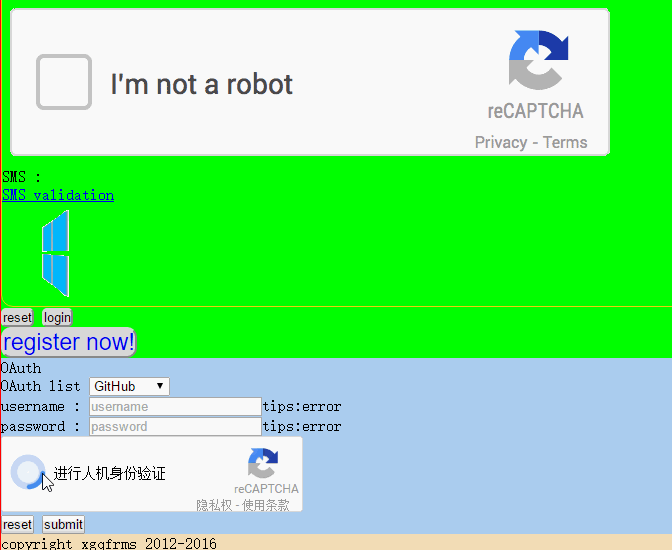 I'm not a robot
reCAPTCHA
Privacy - Terms
SMS :
SMS validation
reset login
register now!
OAuth
OAuth list GitHub
username : username tips:error
password : password tips:error
进行人机身份验证
reCAPTCHA
隐私权 - 使用条款
reset submit
copyright xgqfrms 2012-2016